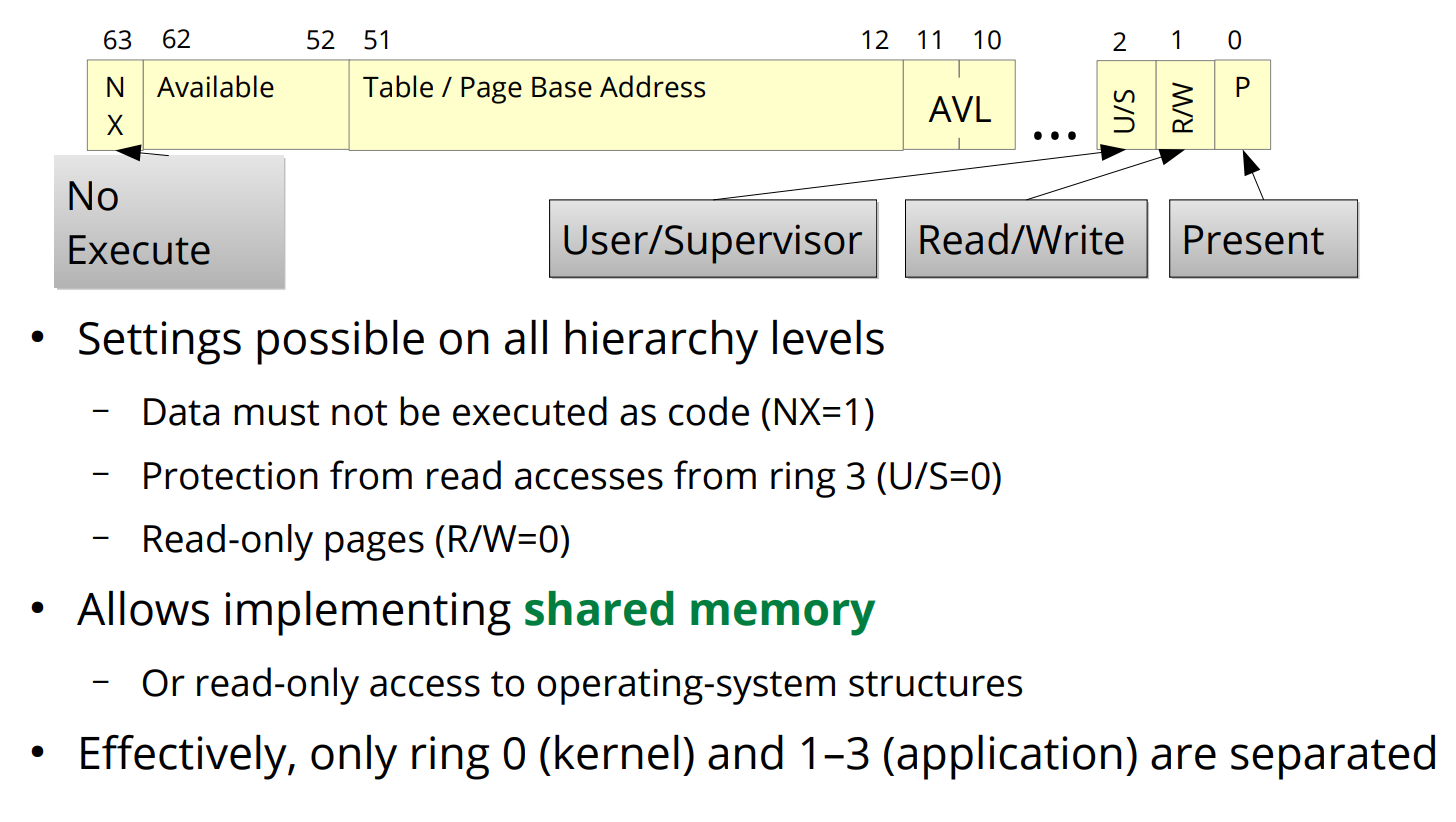 63 62 52 51 12 11 10 2 1 0
N
X
Available
Table / Page Base Address
AVL
...
U/S
R/W
P
No
Execute
User/Supervisor
Read/Write
Present
• Settings possible on all hierarchy levels
– Data must not be executed as code (NX=1)
– Protection from read accesses from ring 3 (U/S=0)
– Read-only pages (R/W=0)
• Allows implementing shared memory
– Or read-only access to operating-system structures
• Effectively, only ring 0 (kernel) and 1–3 (application) are separated